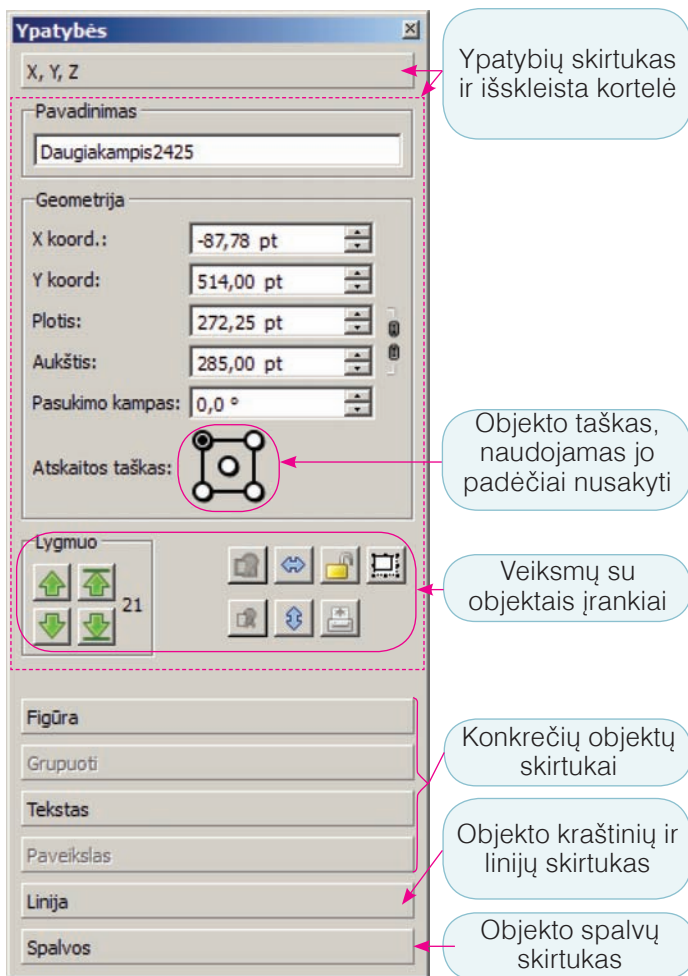 Ypatybės
X, Y, Z
Ypatybių skirtukas
ir išskleista kortelė
Pavadinimas
Daugiakampis2425
Geometrija
X koord.: -87,78 pt
Y koord: 514,00 pt
Plotis: 272,25 pt
Aukštis: 285,00 pt
Pasukimo kampas: 0,0 °
Atskaitos taškas:
Objekto taškas,
naudojamas jo
padėčiai nusakyti
Lygmuo
21
Veiksmų su
objektais įrankiai
Figūra
Grupuoti
Tekstas
Paveikslas
Konkrečių objektų
skirtukai
Linija
Objekto kraštinių ir
linijų skirtukas
Spalvos
Objekto spalvų
skirtukas